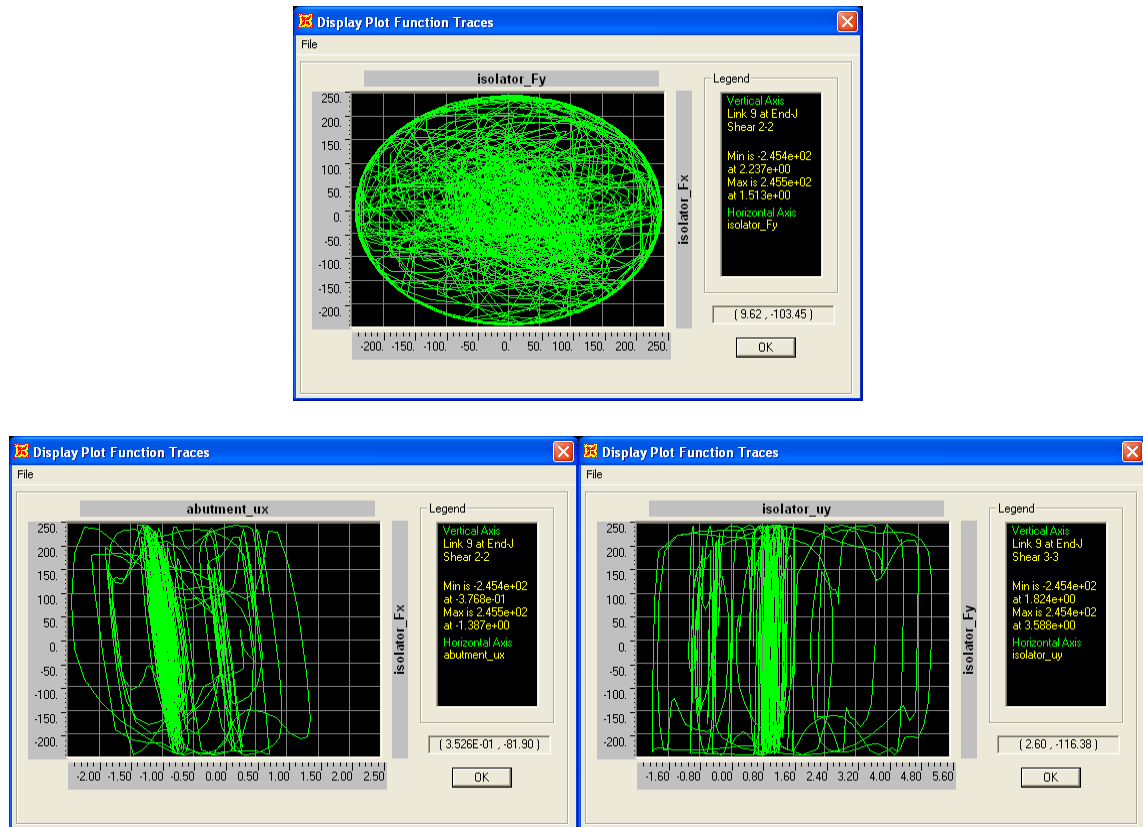 Display Plot Function Traces
File
isolator_Fy
250.
200.
150.
100.
50.
0.
-50.
-100.
-150.
-200.
-200. -150. -100. -50. 0. 50. 100. 150. 200. 250.
isolator_Fx
Legend
Vertical Axis
Link 9 at End-J
Shear 2-2
Min is -2.454e+02
at 2.237e+00
Max is 2.455e+02
at 1.513e+00
Horizontal Axis
isolator_Fy
( 9.62 , -103.45 )
OK
Display Plot Function Traces
File
abutment_ux
250.
200.
150.
100.
50.
0.
-50.
-100.
-150.
-200.
-2.00 -1.50 -1.00 -0.50 0.00 0.50 1.00 1.50 2.00 2.50
isolator_Fx
Legend
Vertical Axis
Link 9 at End-J
Shear 2-2
Min is -2.454e+02
at -3.768e-01
Max is 2.455e+02
at -1.387e+00
Horizontal Axis
abutment_ux
( 3.526E-01 , -81.90 )
OK
Display Plot Function Traces
File
isolator_uy
250.
200.
150.
100.
50.
0.
-50.
-100.
-150.
-200.
-1.60 -0.80 0.00 0.80 1.60 2.40 3.20 4.00 4.80 5.60
isolator_Fy
Legend
Vertical Axis
Link 9 at End-J
Shear 3-3
Min is -2.454e+02
at 1.824e+00
Max is 2.454e+02
at 3.588e+00
Horizontal Axis
isolator_uy
( 2.60 , -116.38 )
OK